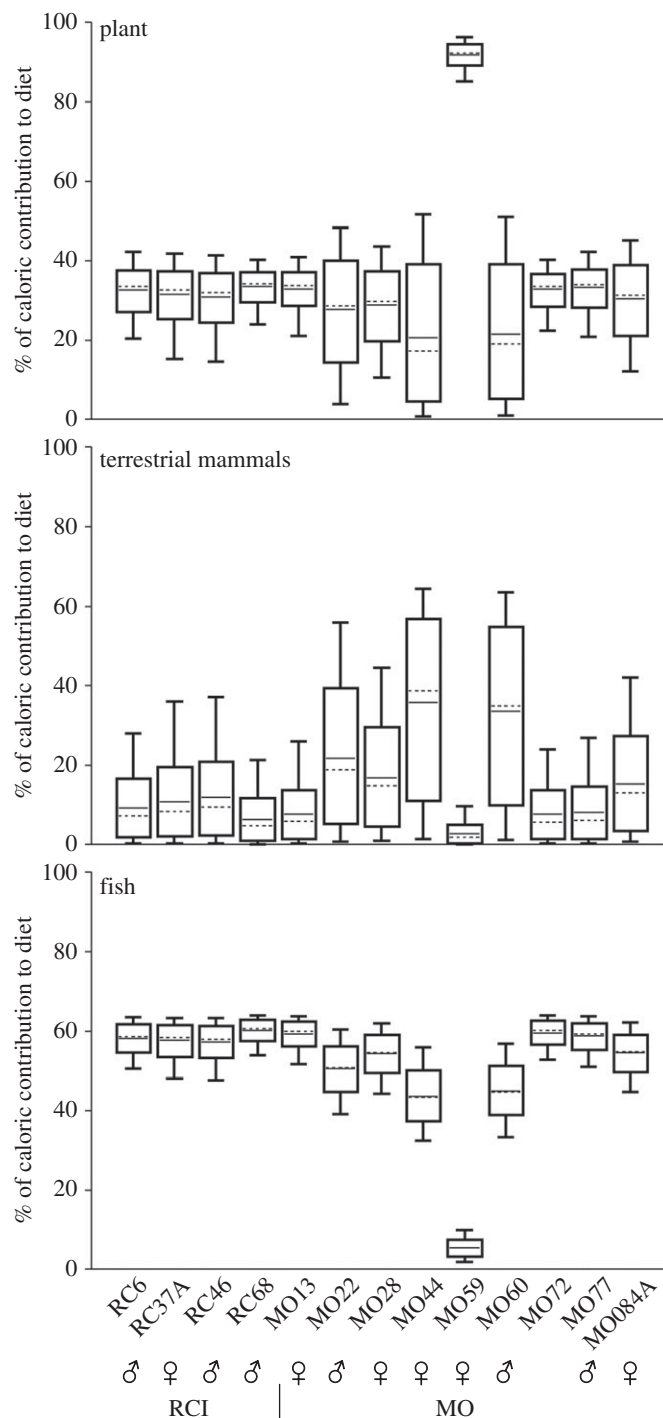 plant
% of caloric contribution to diet
100
80
60
40
20
0
terrestrial mammals
% of caloric contribution to diet
100
80
60
40
20
0
fish
% of caloric contribution to diet
100
80
60
40
20
0
RC6 RC37A RC46 RC68 MO13 MO22 MO28 MO44 MO59 MO60 MO72 MO77 MO084A
♂ ♀ ♂ ♂ ♀ ♂ ♀ ♀ ♀ ♂ ♂ ♀
RCI MO